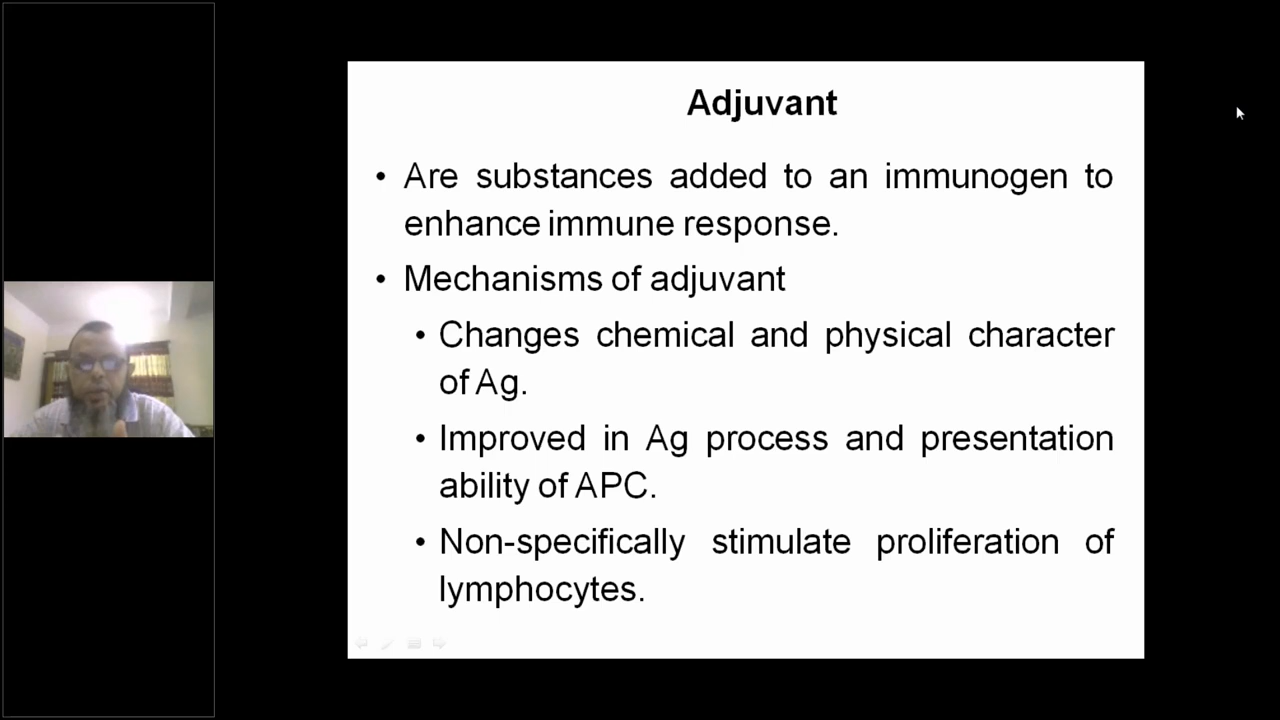 Adjuvant
• Are substances added to an immunogen to
enhance immune response.
• Mechanisms of adjuvant
• Changes chemical and physical character
of Ag.
• Improved in Ag process and presentation
ability of APC.
• Non-specifically stimulate proliferation of
lymphocytes.